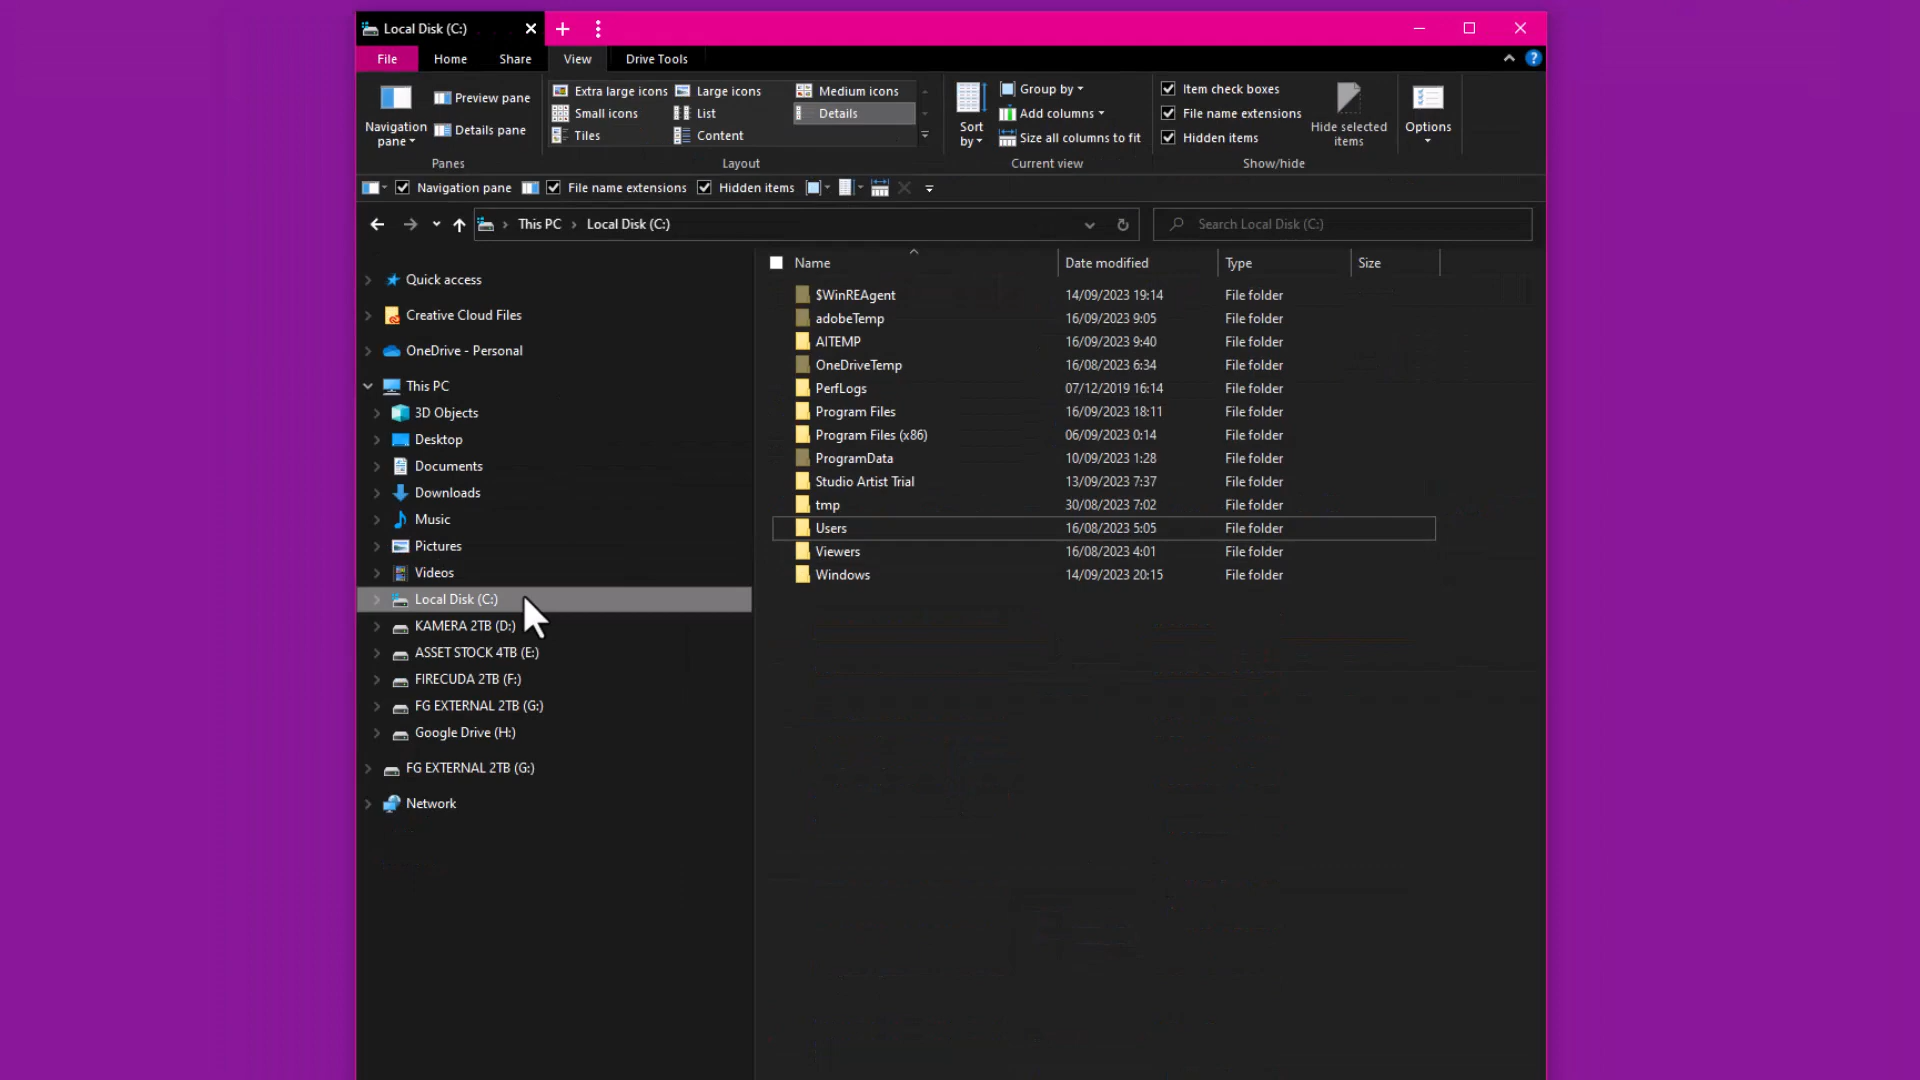 Local Disk (C:)
File Home Share View Drive Tools
Navigation pane
Preview pane
Details pane
Panes
Extra large icons Large icons Medium icons
Small icons List Details
Tiles Content
Layout
Sort by
Group by
Add columns
Size all columns to fit
Current view
Item check boxes
File name extensions
Hidden items
Hide selected items
Show/hide
Options
Navigation pane File name extensions Hidden items
This PC Local Disk (C:) Search Local Disk (C:)
Quick access
Creative Cloud Files
OneDrive - Personal
This PC
3D Objects
Desktop
Documents
Downloads
Music
Pictures
Videos
Local Disk (C:)
KAMERA 2TB (D:)
ASSET STOCK 4TB (E:)
FIRECUDA 2TB (F:)
FG EXTERNAL 2TB (G:)
Google Drive (H:)
FG EXTERNAL 2TB (G:)
Network
Name Date modified Type Size
$WinREAgent 14/09/2023 19:14 File folder
adobeTemp 16/09/2023 9:05 File folder
AITEMP 16/09/2023 9:40 File folder
OneDriveTemp 16/08/2023 6:34 File folder
PerfLogs 07/12/2019 16:14 File folder
Program Files 16/09/2023 18:11 File folder
Program Files (x86) 06/09/2023 0:14 File folder
ProgramData 10/09/2023 1:28 File folder
Studio Artist Trial 13/09/2023 7:37 File folder
tmp 30/08/2023 7:02 File folder
Users 16/08/2023 5:05 File folder
Viewers 16/08/2023 4:01 File folder
Windows 14/09/2023 20:15 File folder